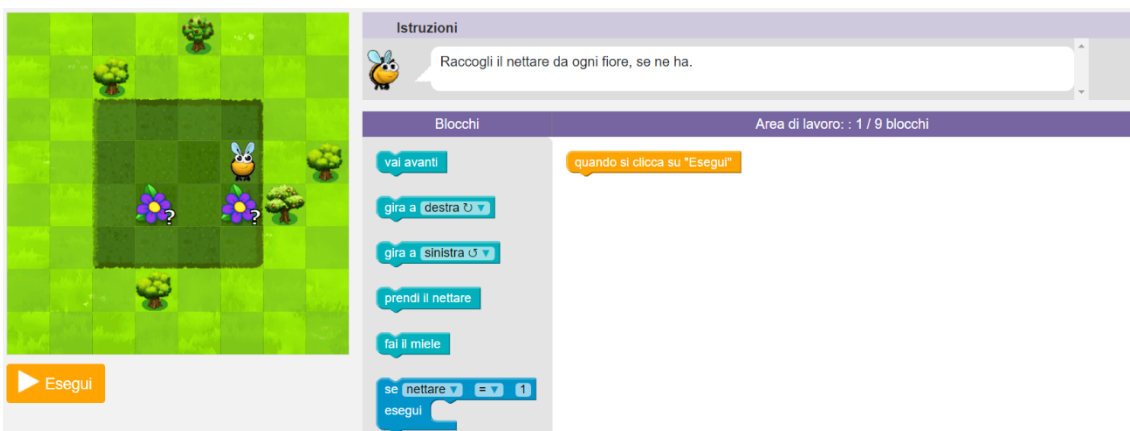 Istruzioni
Raccogli il nettare da ogni fiore, se ne ha.
Blocchi
Area di lavoro: : 1 / 9 blocchi
vai avanti
quando si clicca su "Esegui"
gira a destra ↻ ▼
gira a sinistra ↺ ▼
prendi il nettare
fai il miele
se nettare ▼ = ▼ 1
esegui
? ?
Esegui